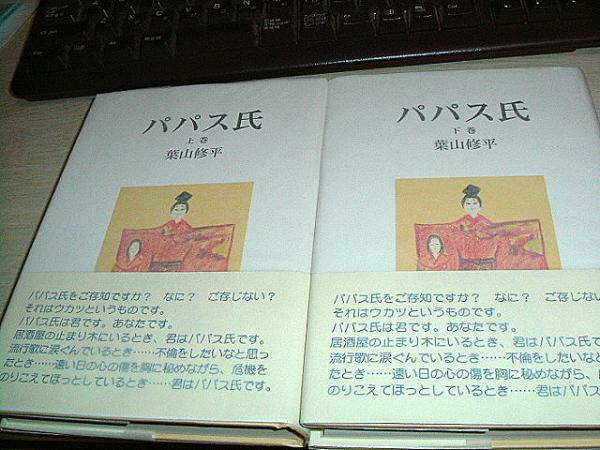 パパス氏
上巻
葉山修平
パパス氏をご存知ですか？　なに？　ご存じない？
それはウカツというものです。
パパス氏は君です。あなたです。
居酒屋の止まり木にいるとき、君はパパス氏です。
流行歌に涙ぐんでいるとき……不倫をしたいなと思っ
たとき……遠い日の心の傷を胸に秘めながら、危機を
のりこえてほっとしているとき……君はパパス氏です。
パパス氏
下巻
葉山修平
パパス氏をご存知ですか？　なに？　ご存じない
それはウカツというものです。
パパス氏は君です。あなたです。
居酒屋の止まり木にいるとき、君はパパス氏で
流行歌に涙ぐんでいるとき……不倫をしたいな
たとき……遠い日の心の傷を胸に秘めながら、
のりこえてほっとしているとき……君はパパス